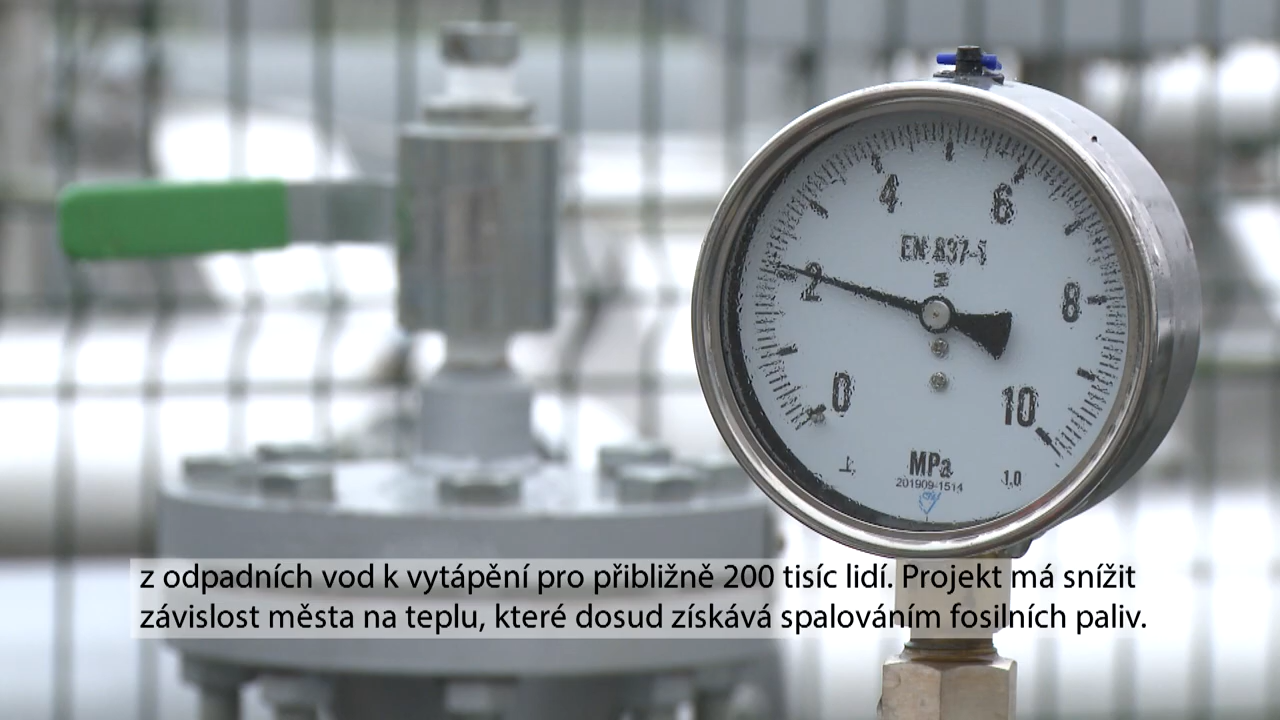 4
6
EN 837-1
M
2
8
0
10
MPa
201909-1514
1.0
z odpadních vod k vytápění pro přibližně 200 tisíc lidí. Projekt má snížit
závislost města na teplu, které dosud získává spalováním fosilních paliv.